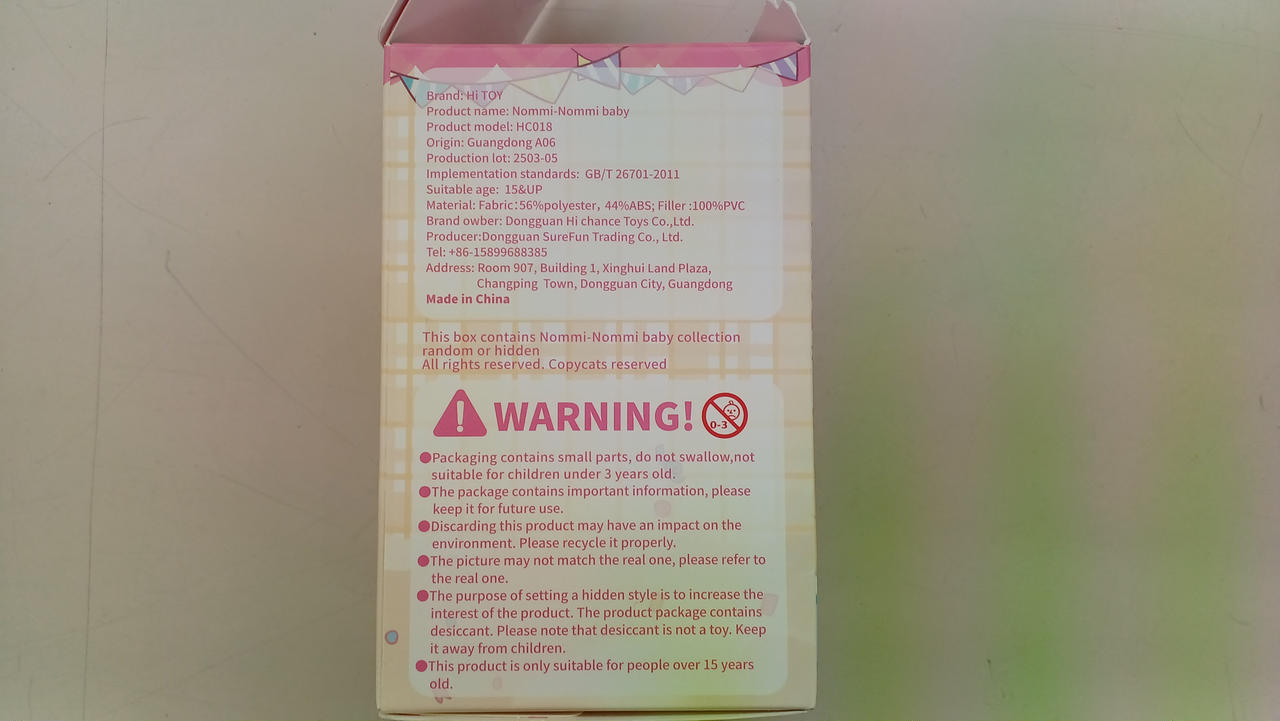 Brand: Hi TOY
Product name: Nommi-Nommi baby
Product model: HC018
Origin: Guangdong A06
Production lot: 2503-05
Implementation standards: GB/T 26701-2011
Suitable age: 15&UP
Material: Fabric:56%polyester, 44%ABS; Filler :100%PVC
Brand owber: Dongguan Hi chance Toys Co.,Ltd.
Producer:Dongguan SureFun Trading Co., Ltd.
Tel: +86-15899688385
Address: Room 907, Building 1, Xinghui Land Plaza,
Changping Town, Dongguan City, Guangdong
Made in China
This box contains Nommi-Nommi baby collection
random or hidden
All rights reserved. Copycats reserved
WARNING! 0-3
●Packaging contains small parts, do not swallow,not
suitable for children under 3 years old.
●The package contains important information, please
keep it for future use.
●Discarding this product may have an impact on the
environment. Please recycle it properly.
●The picture may not match the real one, please refer to
the real one.
●The purpose of setting a hidden style is to increase the
interest of the product. The product package contains
desiccant. Please note that desiccant is not a toy. Keep
it away from children.
●This product is only suitable for people over 15 years
old.